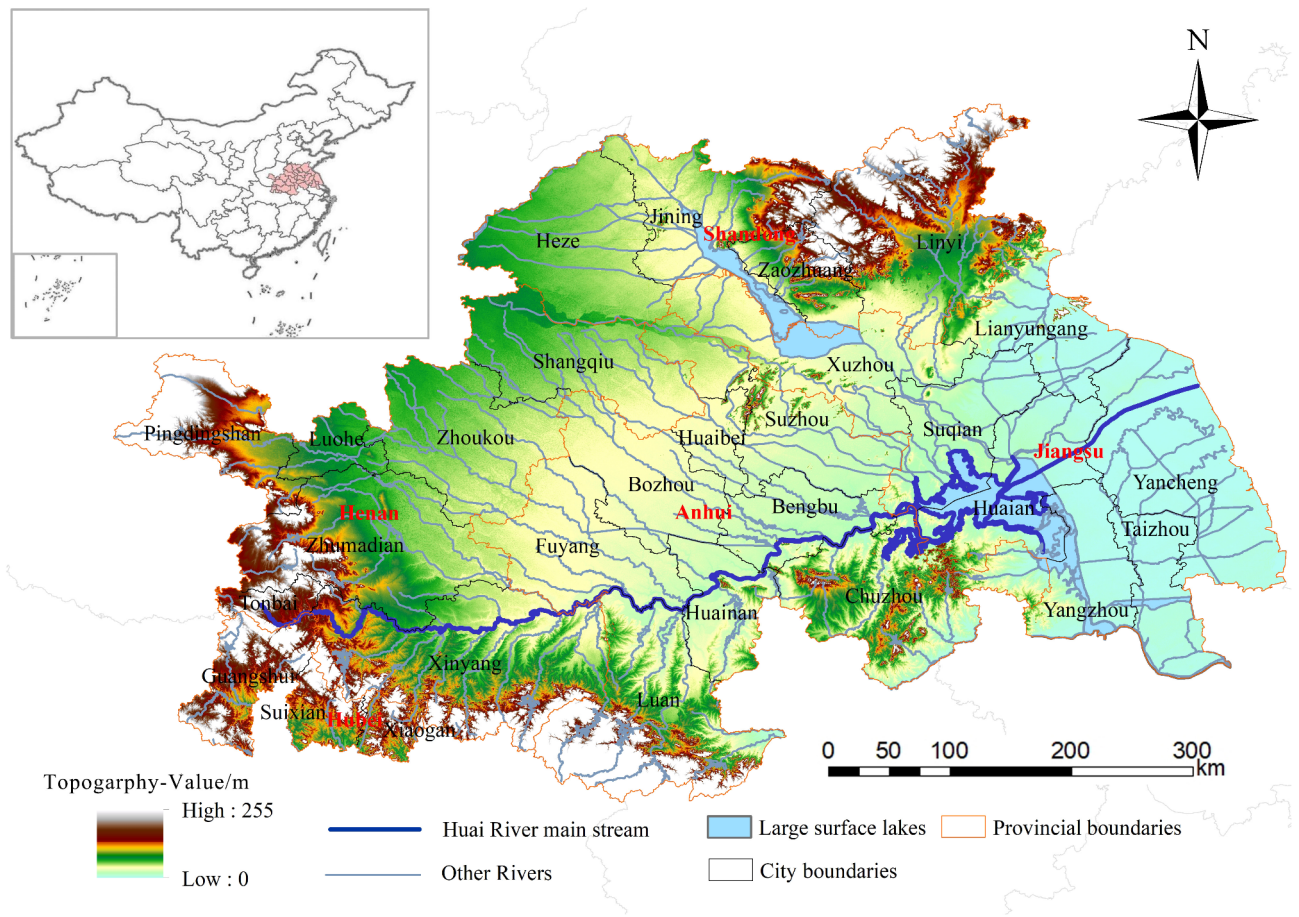 N
Jining
Shandong
Heze
Linyi
Zaozhuang
Lianyungang
Shangqiu
Xuzhou
Suzhou
Pingdingshan
Luohe
Zhoukou
Huaibei
Suqian
Jiangsu
Bozhou
Yancheng
Henan
Anhui
Bengbu
Huaian
Taizhou
Zhumadian
Fuyang
Tonbai
Chuzhou
Huainan
Yangzhou
Xinyang
Guangshui
Luan
Suixian
Hubei
Xiaogan
0 50 100 200 300
km
Topogarphy-Value/m
High : 255
Low : 0
Huai River main stream
Other Rivers
Large surface lakes
City boundaries
Provincial boundaries